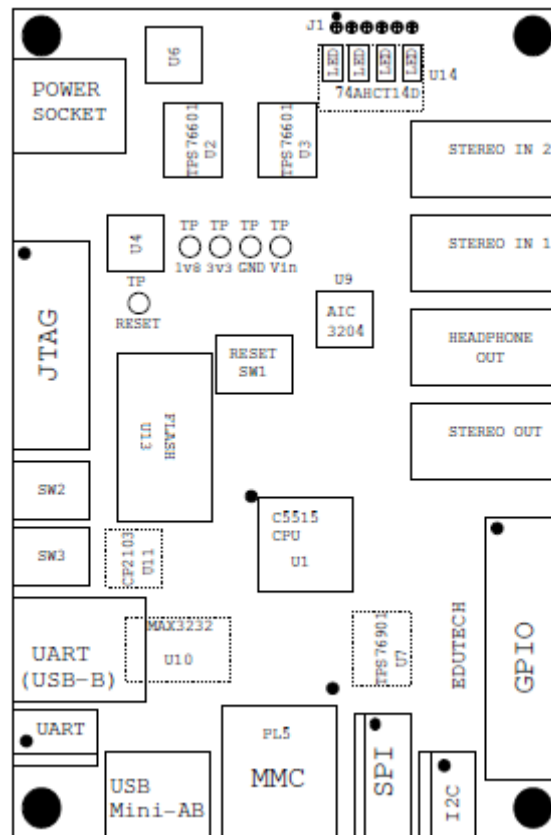 J1
U6
LED LED LED LED
U14
74AHCT14D
POWER
SOCKET
TPS76601
U2
TPS76601
U3
STEREO IN 2
U4
TP TP TP TP
1v8 3v3 GND Vin
STEREO IN 1
TP
RESET
U9
AIC
3204
JTAG
RESET
SW1
HEADPHONE
OUT
FLASH
U13
STEREO OUT
SW2
C5515
CPU
U1
SW3
CP2103
U11
MAX3232
U10
UART
(USB-B)
TPS76901
U7
EDUTECH
GPIO
UART
PL5
MMC
SPI
USB
Mini-AB
I2C